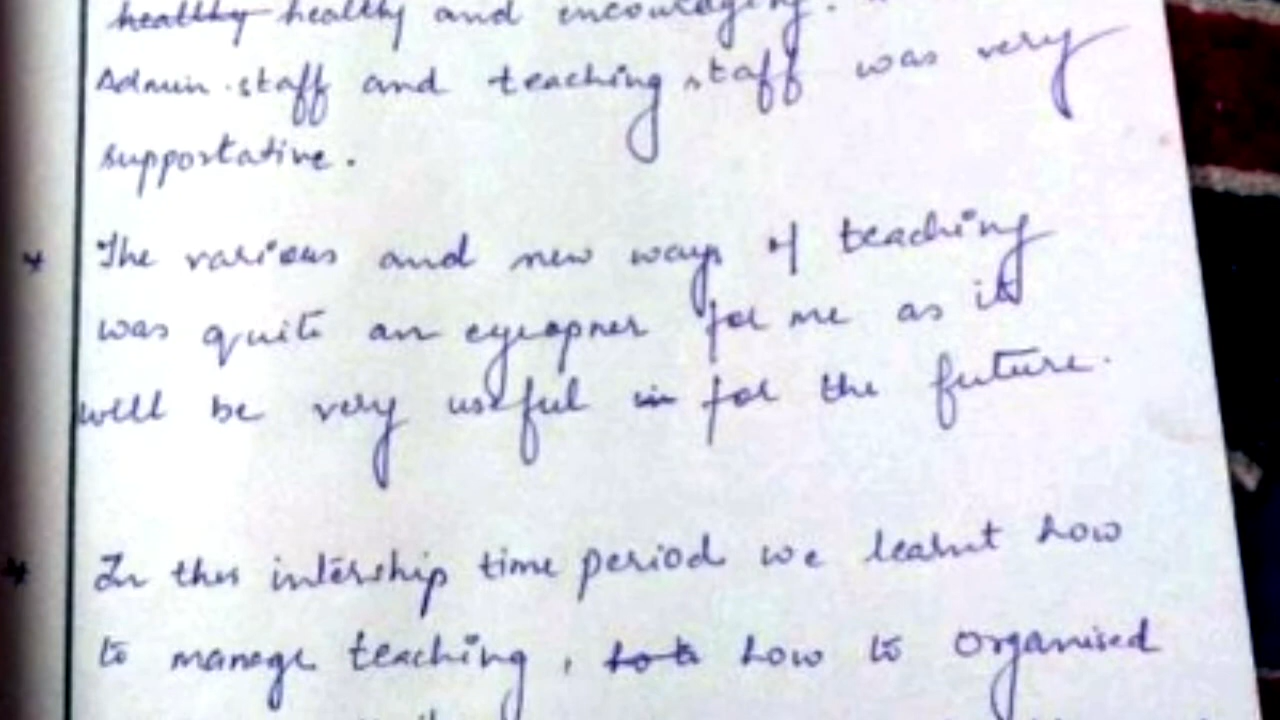 healthy healthy and encouraging.
Admin staff and teaching staff was very
supportative.
* The various and new ways of teaching
was quite an eyeopner for me as it
will be very useful in for the future.
* In this intership time period we learnt how
to manage teaching, how to organised